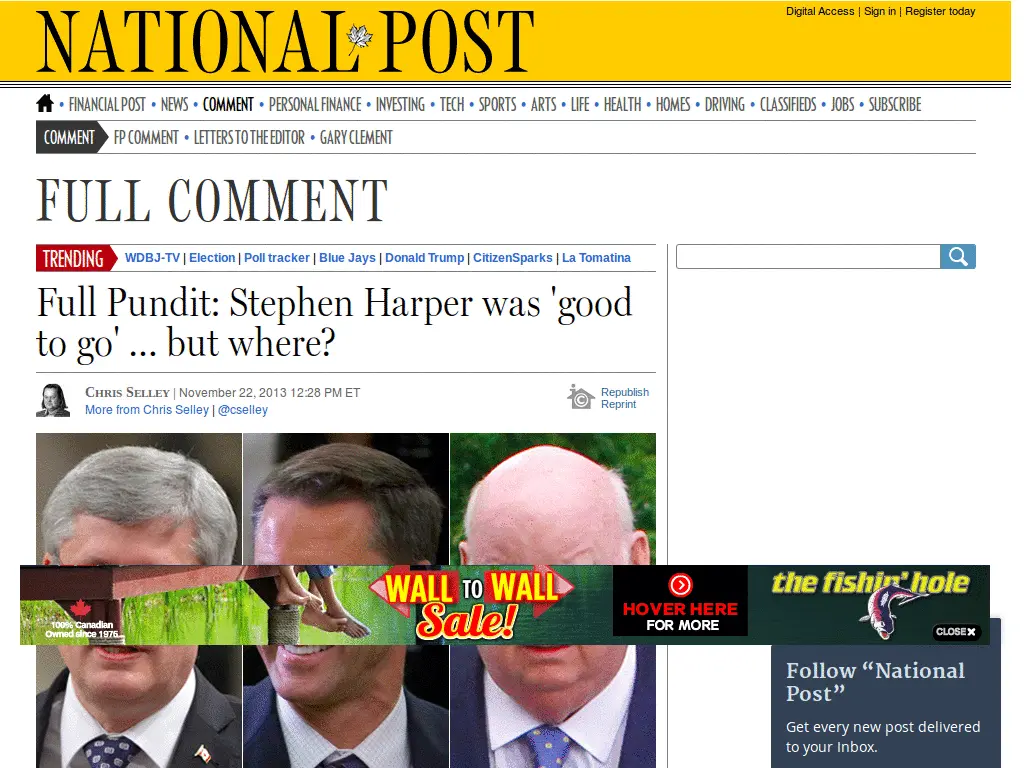 Digital Access | Sign in | Register today
NATIONAL POST
• FINANCIAL POST • NEWS • COMMENT • PERSONAL FINANCE • INVESTING • TECH • SPORTS • ARTS • LIFE • HEALTH • HOMES • DRIVING • CLASSIFIEDS • JOBS • SUBSCRIBE
COMMENT FP COMMENT • LETTERS TO THE EDITOR • GARY CLEMENT
FULL COMMENT
TRENDING WDBJ-TV | Election | Poll tracker | Blue Jays | Donald Trump | CitizenSparks | La Tomatina
Full Pundit: Stephen Harper was 'good
to go' ... but where?
CHRIS SELLEY | November 22, 2013 12:28 PM ET
More from Chris Selley | @cselley
Republish
Reprint
100% Canadian
Owned since 1975...
WALL TO WALL
Sale!
HOVER HERE
FOR MORE
the fishin' hole
CLOSE X
Follow “National
Post”
Get every new post delivered
to your Inbox.